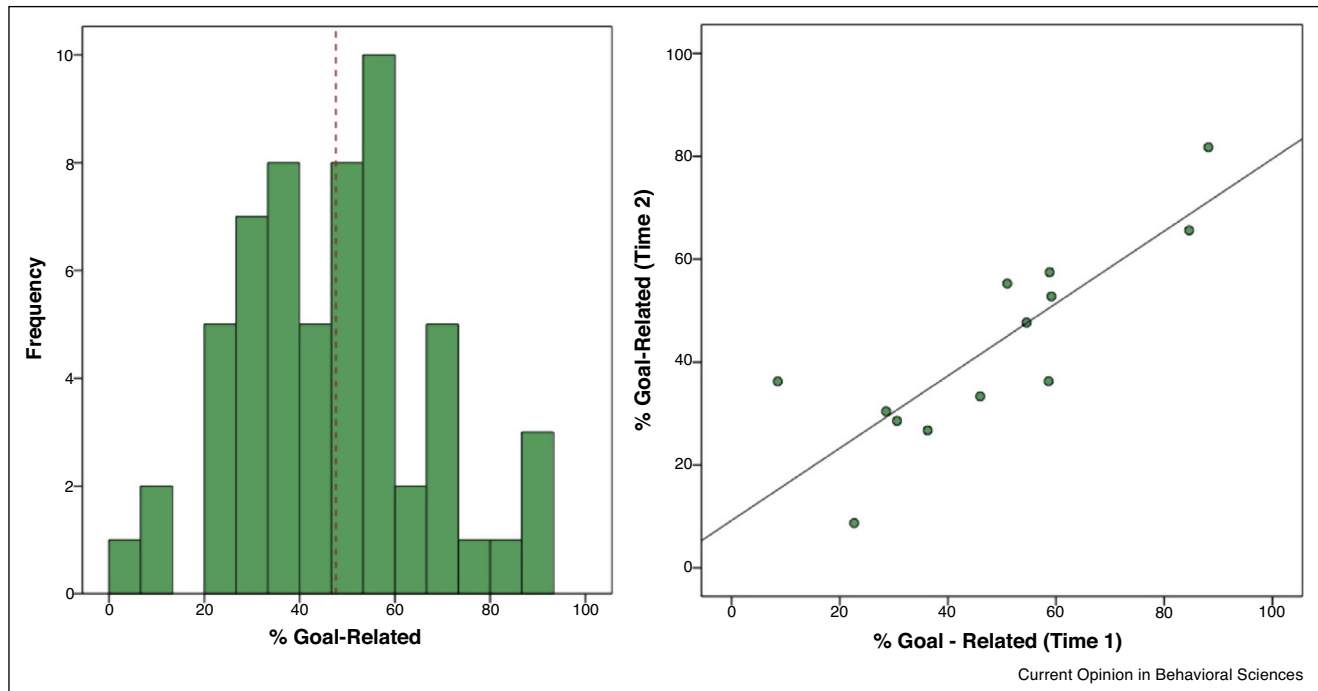 10
8
6
4
2
0
Frequency
0 20 40 60 80 100
% Goal-Related
100
80
60
40
20
0
% Goal-Related (Time 2)
0 20 40 60 80 100
% Goal - Related (Time 1)
Current Opinion in Behavioral Sciences